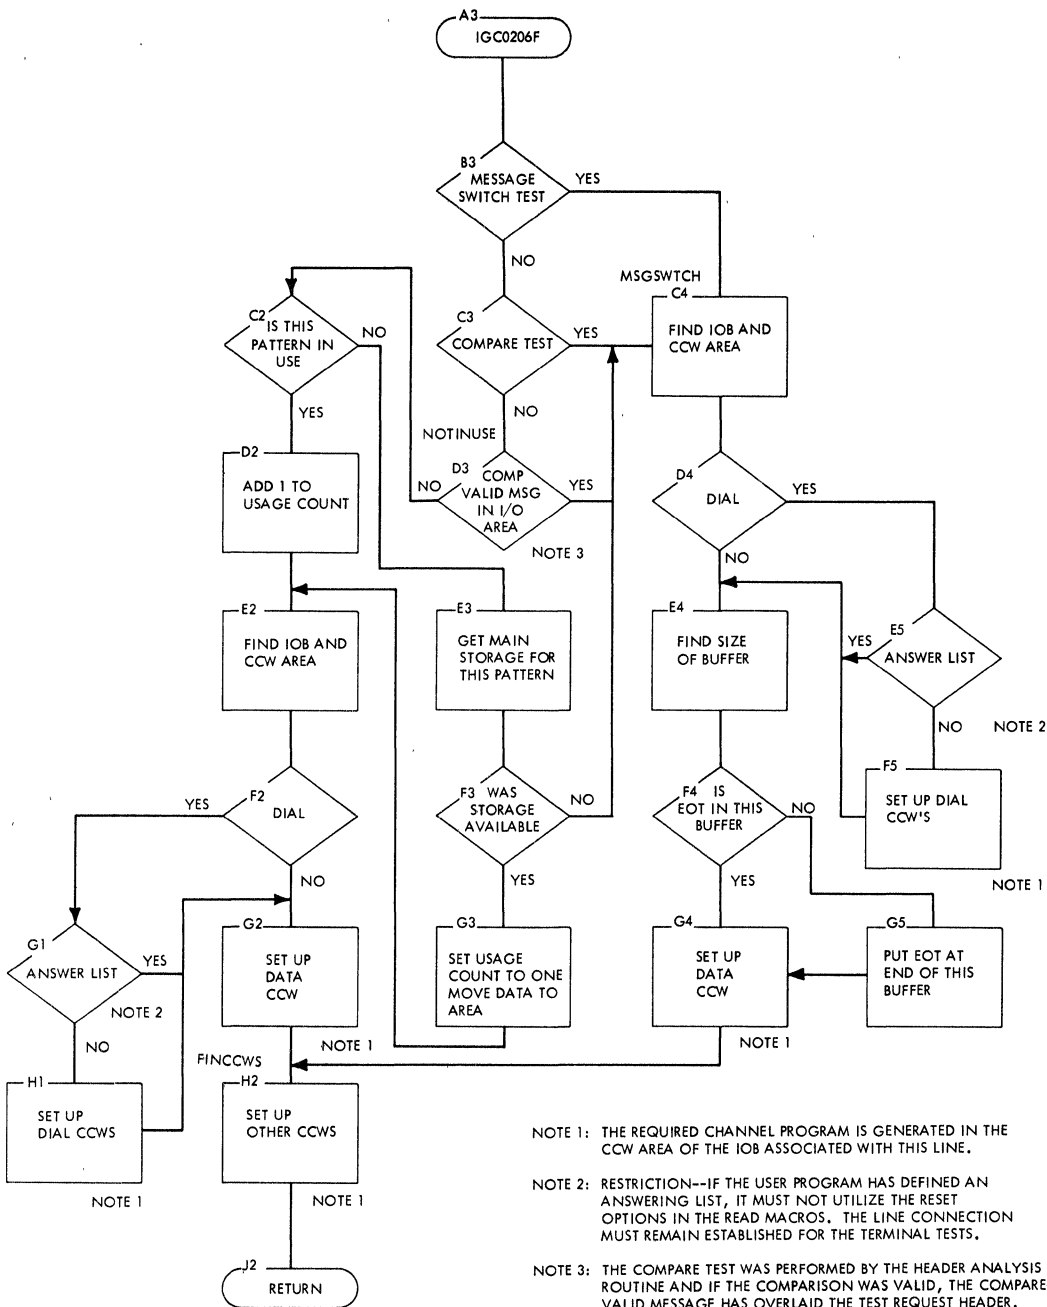 A3
IGC0206F
B3
MESSAGE
SWITCH TEST
YES
NO
MSGSWTCH
C2
IS THIS
PATTERN IN
USE
NO
YES
C3
COMPARE TEST
YES
NO
C4
FIND IOB AND
CCW AREA
NOTINUSE
D2
ADD 1 TO
USAGE COUNT
D3
COMP
VALID MSG
IN I/O
AREA
NO
YES
NOTE 3
D4
DIAL
YES
NO
E2
FIND IOB AND
CCW AREA
E3
GET MAIN
STORAGE FOR
THIS PATTERN
E4
FIND SIZE
OF BUFFER
E5
ANSWER LIST
YES
NO
NOTE 2
F2
DIAL
YES
NO
F3
WAS
STORAGE
AVAILABLE
NO
YES
F4
IS
EOT IN THIS
BUFFER
NO
YES
F5
SET UP DIAL
CCW'S
NOTE 1
G1
ANSWER LIST
YES
NOTE 2
NO
G2
SET UP
DATA
CCW
NOTE 1
G3
SET USAGE
COUNT TO ONE
MOVE DATA TO
AREA
G4
SET UP
DATA
CCW
NOTE 1
G5
PUT EOT AT
END OF THIS
BUFFER
FINCCWS
H1
SET UP
DIAL CCWS
NOTE 1
H2
SET UP
OTHER CCWS
NOTE 1
J2
RETURN
NOTE 1: THE REQUIRED CHANNEL PROGRAM IS GENERATED IN THE
CCW AREA OF THE IOB ASSOCIATED WITH THIS LINE.
NOTE 2: RESTRICTION--IF THE USER PROGRAM HAS DEFINED AN
ANSWERING LIST, IT MUST NOT UTILIZE THE RESET
OPTIONS IN THE READ MACROS. THE LINE CONNECTION
MUST REMAIN ESTABLISHED FOR THE TERMINAL TESTS.
NOTE 3: THE COMPARE TEST WAS PERFORMED BY THE HEADER ANALYSIS
ROUTINE AND IF THE COMPARISON WAS VALID, THE COMPARE
VALID MESSAGE HAS OVERLAID THE TEST REQUEST HEADER.